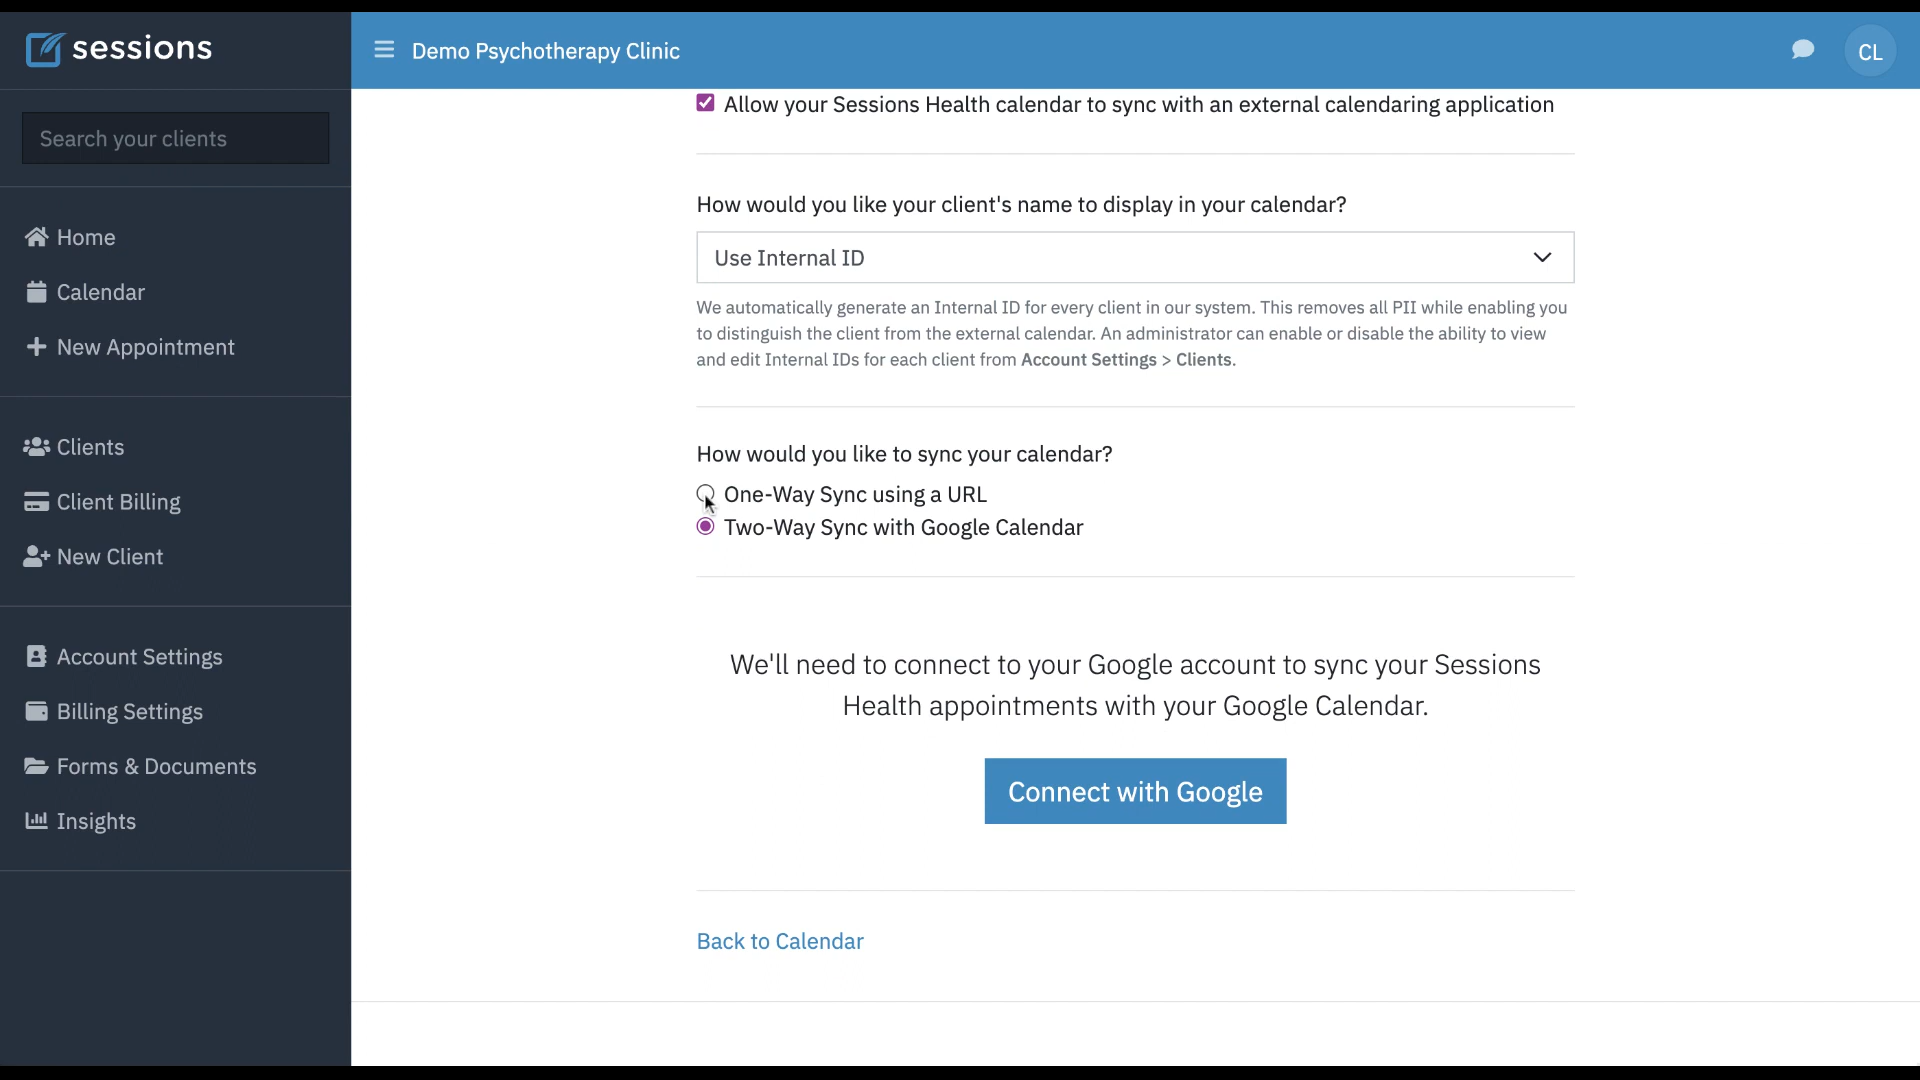 sessions
Demo Psychotherapy Clinic
CL
Search your clients
Home
Calendar
New Appointment
Clients
Client Billing
New Client
Account Settings
Billing Settings
Forms & Documents
Insights
Allow your Sessions Health calendar to sync with an external calendaring application
How would you like your client's name to display in your calendar?
Use Internal ID
We automatically generate an Internal ID for every client in our system. This removes all PII while enabling you
to distinguish the client from the external calendar. An administrator can enable or disable the ability to view
and edit Internal IDs for each client from Account Settings > Clients.
How would you like to sync your calendar?
One-Way Sync using a URL
Two-Way Sync with Google Calendar
We'll need to connect to your Google account to sync your Sessions
Health appointments with your Google Calendar.
Connect with Google
Back to Calendar